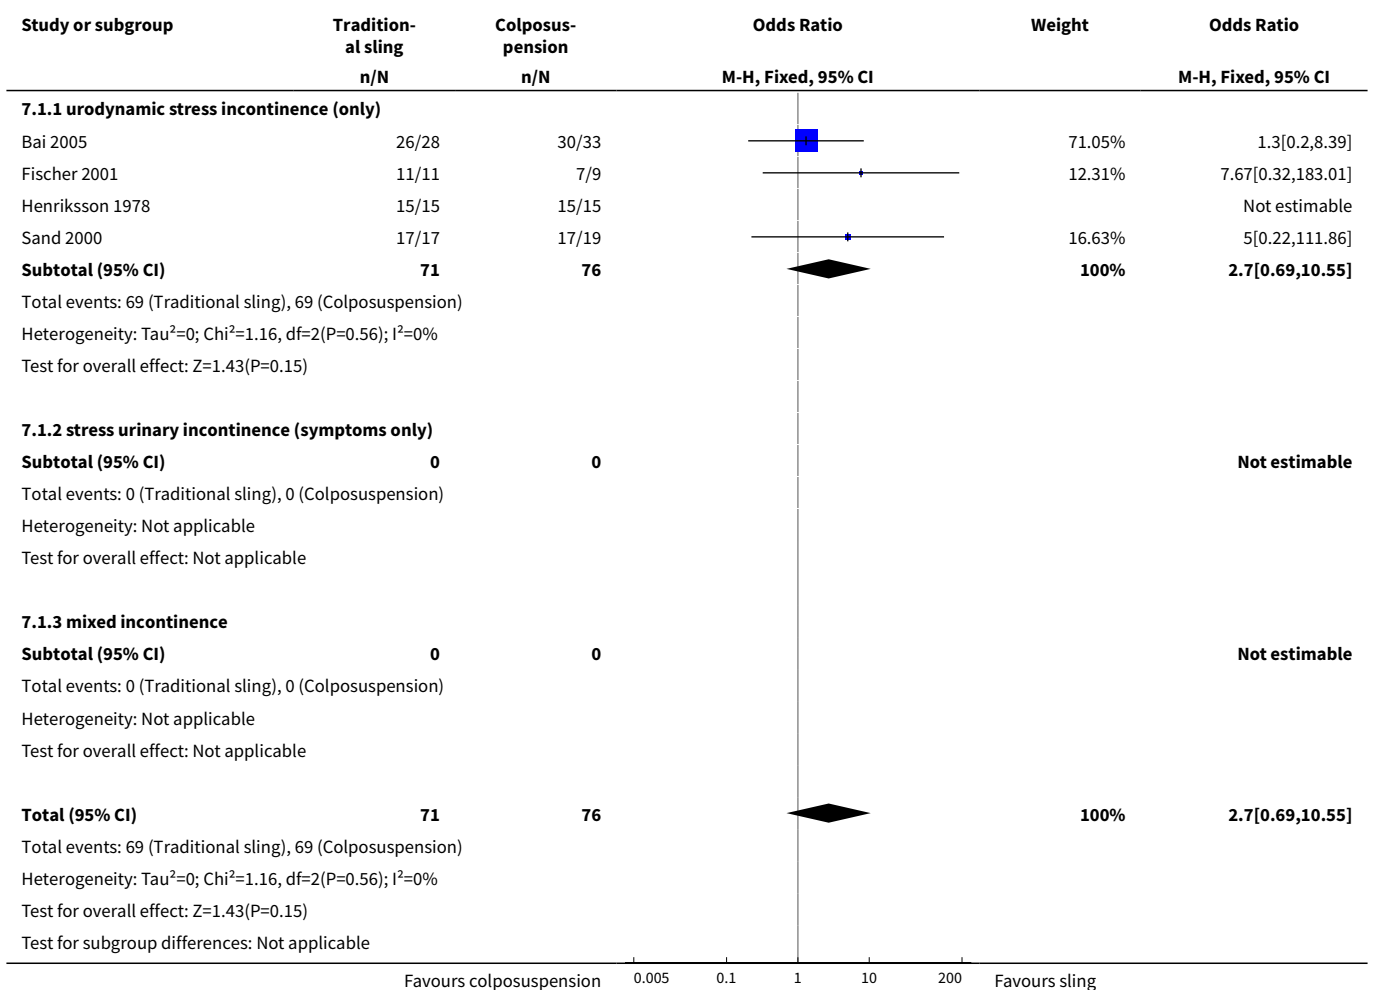 Study or subgroup Tradition- Colposus- Odds Ratio Weight Odds Ratio
al sling pension
n/N n/N M-H, Fixed, 95% CI M-H, Fixed, 95% CI
7.1.1 urodynamic stress incontinence (only)
Bai 2005 26/28 30/33 71.05% 1.3[0.2,8.39]
Fischer 2001 11/11 7/9 12.31% 7.67[0.32,183.01]
Henriksson 1978 15/15 15/15 Not estimable
Sand 2000 17/17 17/19 16.63% 5[0.22,111.86]
Subtotal (95% CI) 71 76 100% 2.7[0.69,10.55]
Total events: 69 (Traditional sling), 69 (Colposuspension)
Heterogeneity: Tau²=0; Chi²=1.16, df=2(P=0.56); I²=0%
Test for overall effect: Z=1.43(P=0.15)
7.1.2 stress urinary incontinence (symptoms only)
Subtotal (95% CI) 0 0 Not estimable
Total events: 0 (Traditional sling), 0 (Colposuspension)
Heterogeneity: Not applicable
Test for overall effect: Not applicable
7.1.3 mixed incontinence
Subtotal (95% CI) 0 0 Not estimable
Total events: 0 (Traditional sling), 0 (Colposuspension)
Heterogeneity: Not applicable
Test for overall effect: Not applicable
Total (95% CI) 71 76 100% 2.7[0.69,10.55]
Total events: 69 (Traditional sling), 69 (Colposuspension)
Heterogeneity: Tau²=0; Chi²=1.16, df=2(P=0.56); I²=0%
Test for overall effect: Z=1.43(P=0.15)
Test for subgroup differences: Not applicable
Favours colposuspension 0.005 0.1 1 10 200 Favours sling